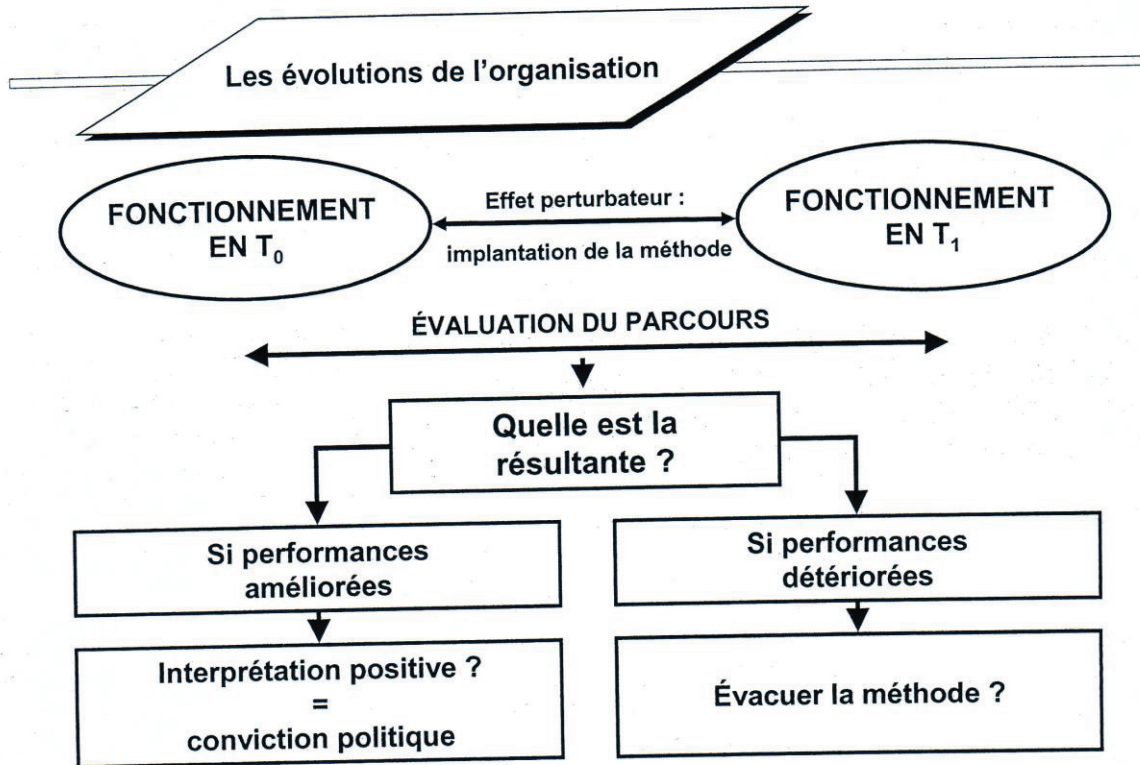 Les évolutions de l'organisation
FONCTIONNEMENT
EN T₀
Effet perturbateur :
implantation de la méthode
FONCTIONNEMENT
EN T₁
ÉVALUATION DU PARCOURS
Quelle est la
résultante ?
Si performances
améliorées
Si performances
détériorées
Interprétation positive ?
=
conviction politique
Évacuer la méthode ?